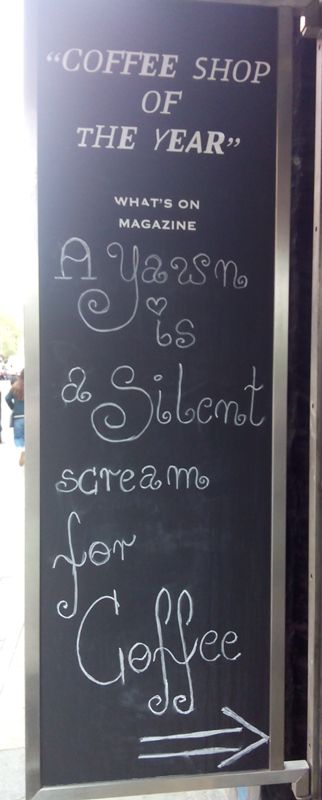 “COFFEE SHOP
OF
THE YEAR”
WHAT'S ON
MAGAZINE
A Yawn
is
a Silent
scream
for
Coffee